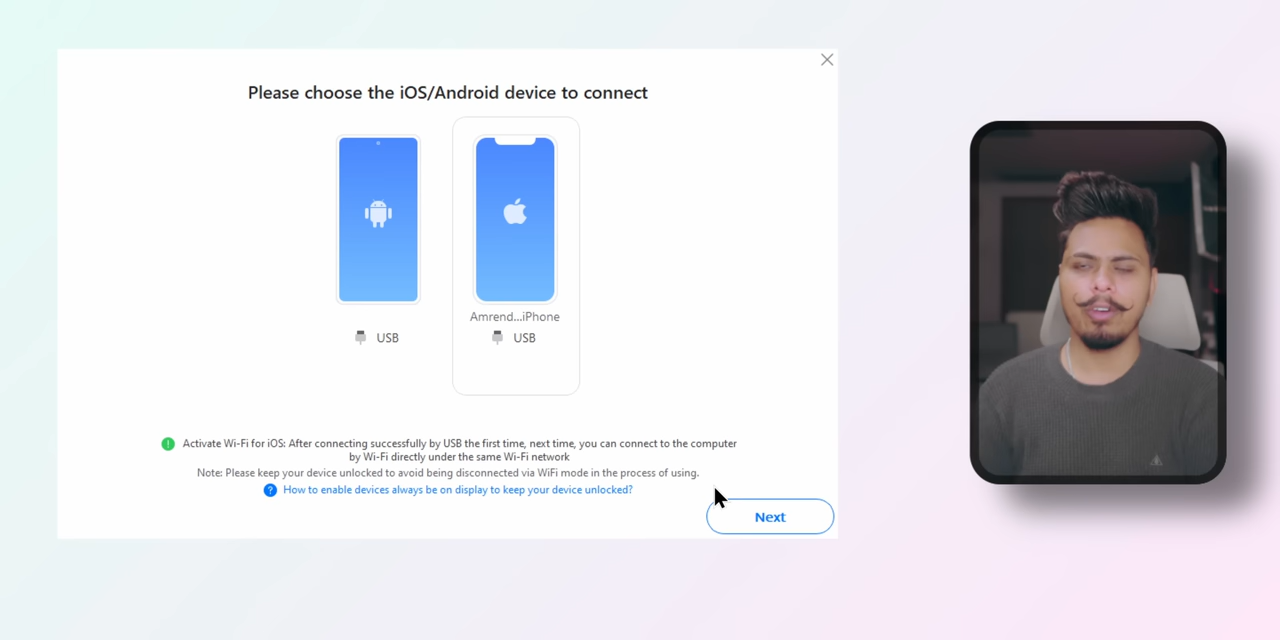 Please choose the iOS/Android device to connect
Amrend...iPhone
USB
USB
Activate Wi-Fi for iOS: After connecting successfully by USB the first time, next time, you can connect to the computer
by Wi-Fi directly under the same Wi-Fi network
Note: Please keep your device unlocked to avoid being disconnected via WiFi mode in the process of using.
How to enable devices always be on display to keep your device unlocked?
Next